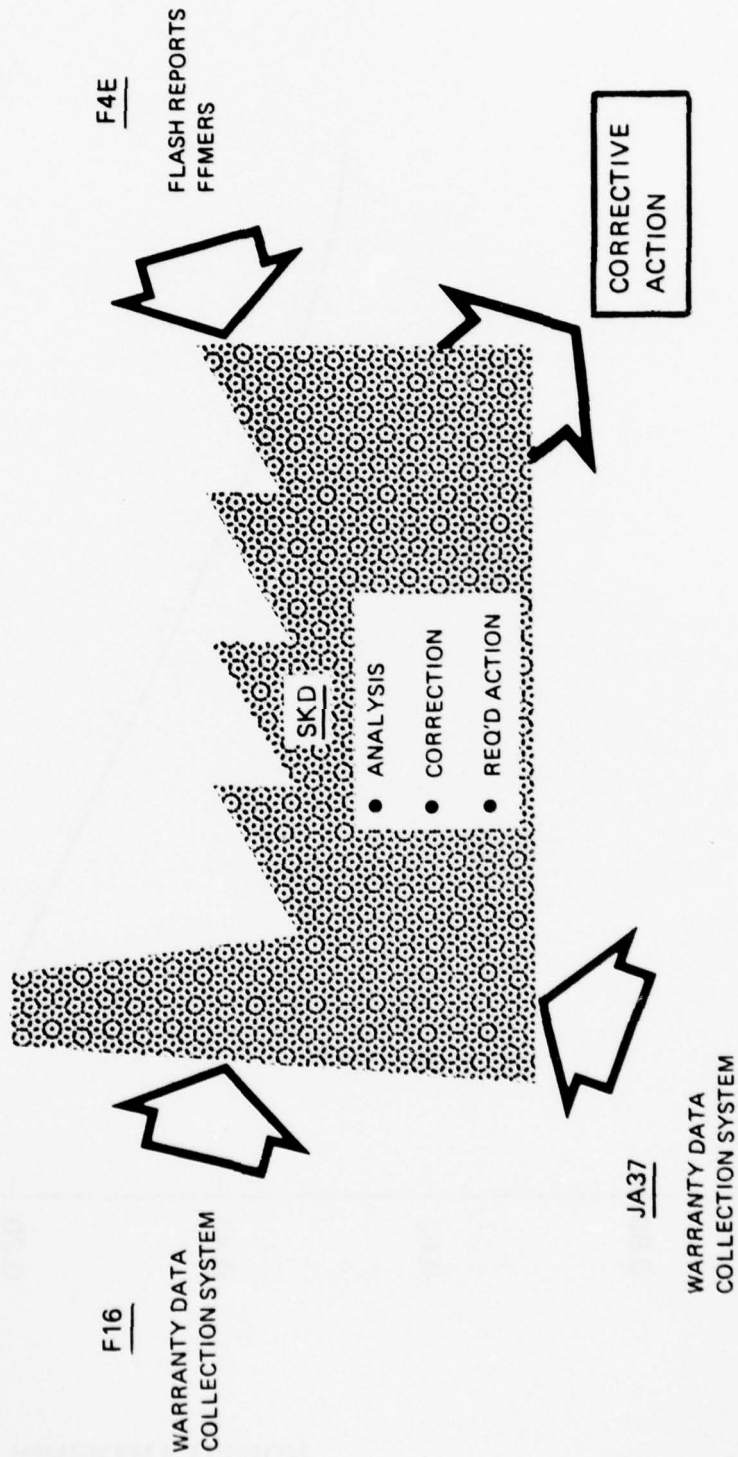 F16
WARRANTY DATA
COLLECTION SYSTEM
F4E
FLASH REPORTS
FFMERS
SKD
● ANALYSIS
● CORRECTION
● REQ'D ACTION
JA37
WARRANTY DATA
COLLECTION SYSTEM
CORRECTIVE
ACTION